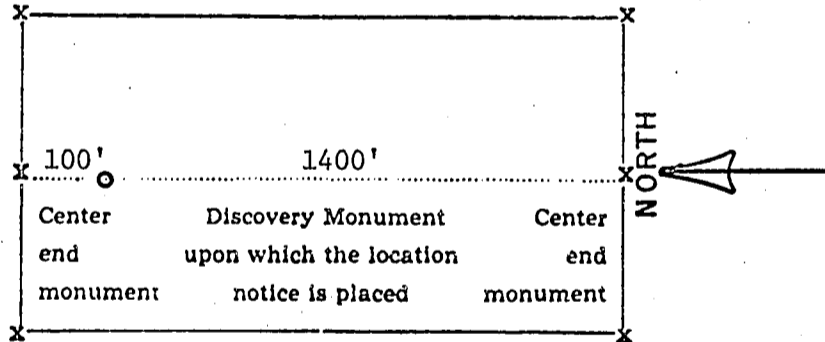 100' 1400'
NORTH
Center Discovery Monument Center
end upon which the location end
monument notice is placed monument